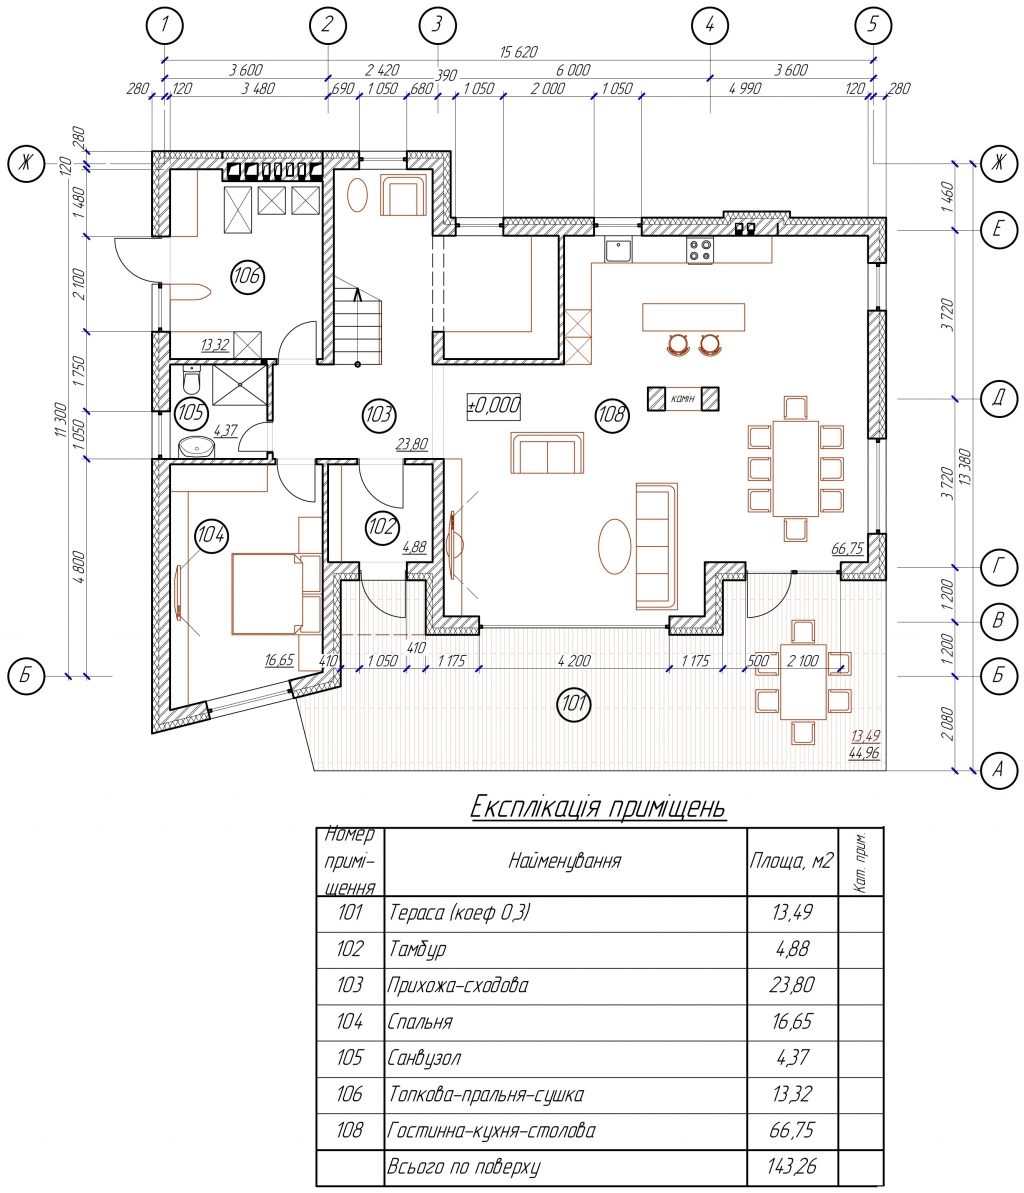 1 2 3 4 5
15 620
3 600 2 420 390 6 000 3 600
280 120 3 480 690 1 050 680 1 050 2 000 1 050 4 990 120 280
280
Ж 120 Ж
1 480 1 460
Е
106
2 100 3 720
13,32
1 750 105 103 ±0,000 108 камін Д
4,37
11 300 1 050 23,80
3 720 13 380
104 102
4,88 66,75
4 800 Г
1 200
В
410
Б 16,65 410 1 050 1 175 4 200 1 175 500 2 100 1 200 Б
101
13,49 2 080
44,96
А
Експлікація приміщень
Номер
примі-
щення
Найменування
Площа, м2
Кат. прим.
101 Тераса (коеф 0,3) 13,49
102 Тамбур 4,88
103 Прихожа-сходова 23,80
104 Спальня 16,65
105 Санвузол 4,37
106 Топкова-пральня-сушка 13,32
108 Гостинна-кухня-столова 66,75
Всього по поверху 143,26